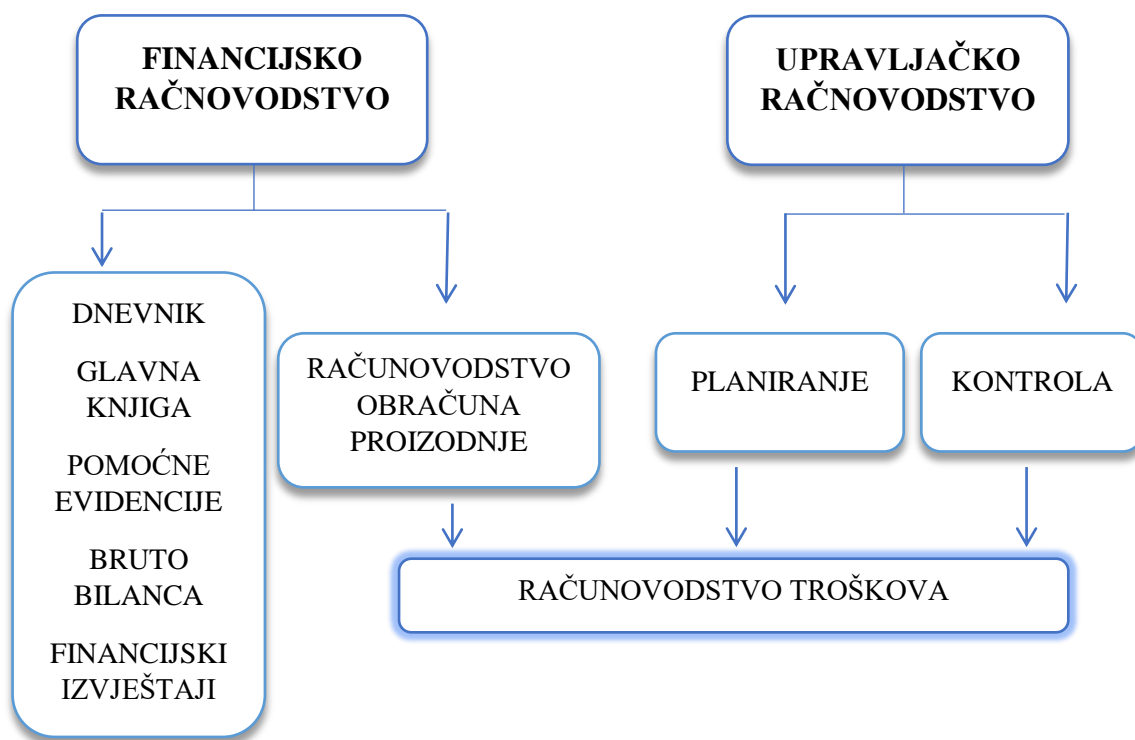 FINANCIJSKO
RAČNOVODSTVO
UPRAVLJAČKO
RAČNOVODSTVO
DNEVNIK
GLAVNA
KNJIGA
POMOĆNE
EVIDENCIJE
BRUTO
BILANCA
FINANCIJSKI
IZVJEŠTAJI
RAČUNOVODSTVO
OBRAČUNA
PROIZODNJE
PLANIRANJE
KONTROLA
RAČUNOVODSTVO TROŠKOVA